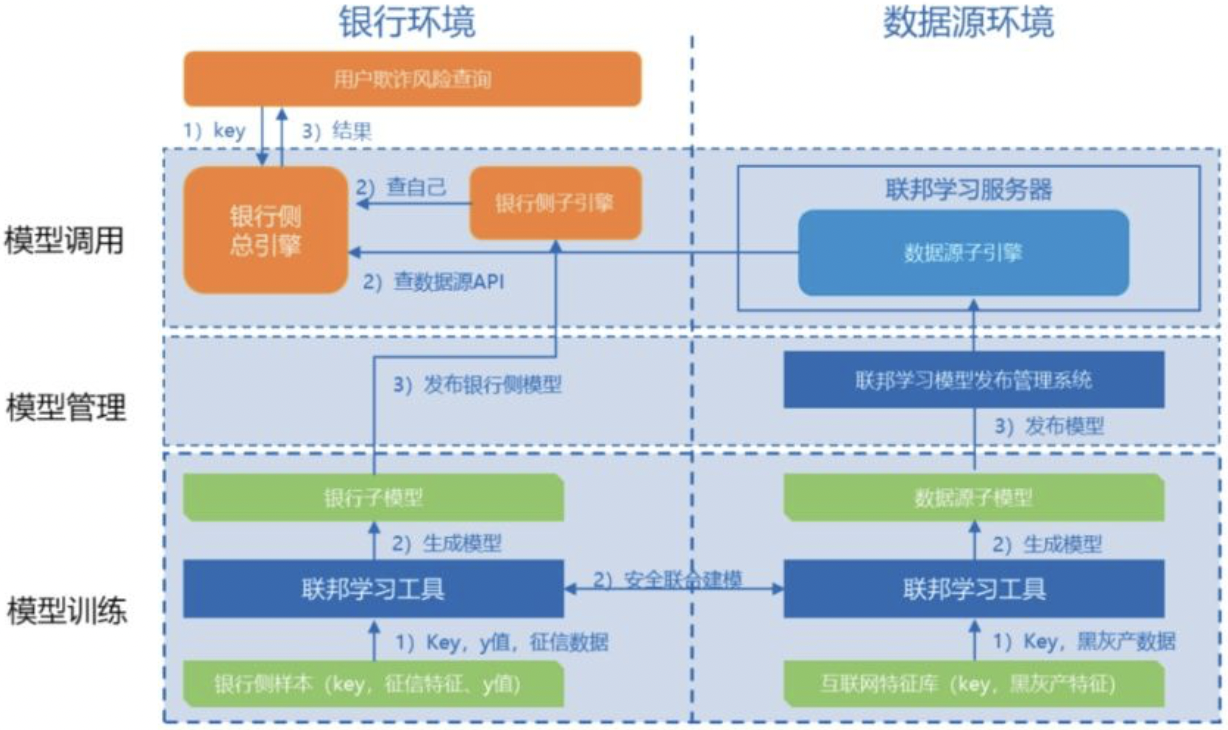 银行环境
数据源环境
用户欺诈风险查询
1）key
3）结果
模型调用
银行侧
总引擎
2）查自己
银行侧子引擎
2）查数据源API
联邦学习服务器
数据源子引擎
模型管理
3）发布银行侧模型
联邦学习模型发布管理系统
3）发布模型
模型训练
银行子模型
数据源子模型
2）生成模型
2）生成模型
联邦学习工具
2）安全联合建模
联邦学习工具
1）Key，y值，征信数据
1）Key，黑灰产数据
银行侧样本（key，征信特征、y值）
互联网特征库（key，黑灰产特征）